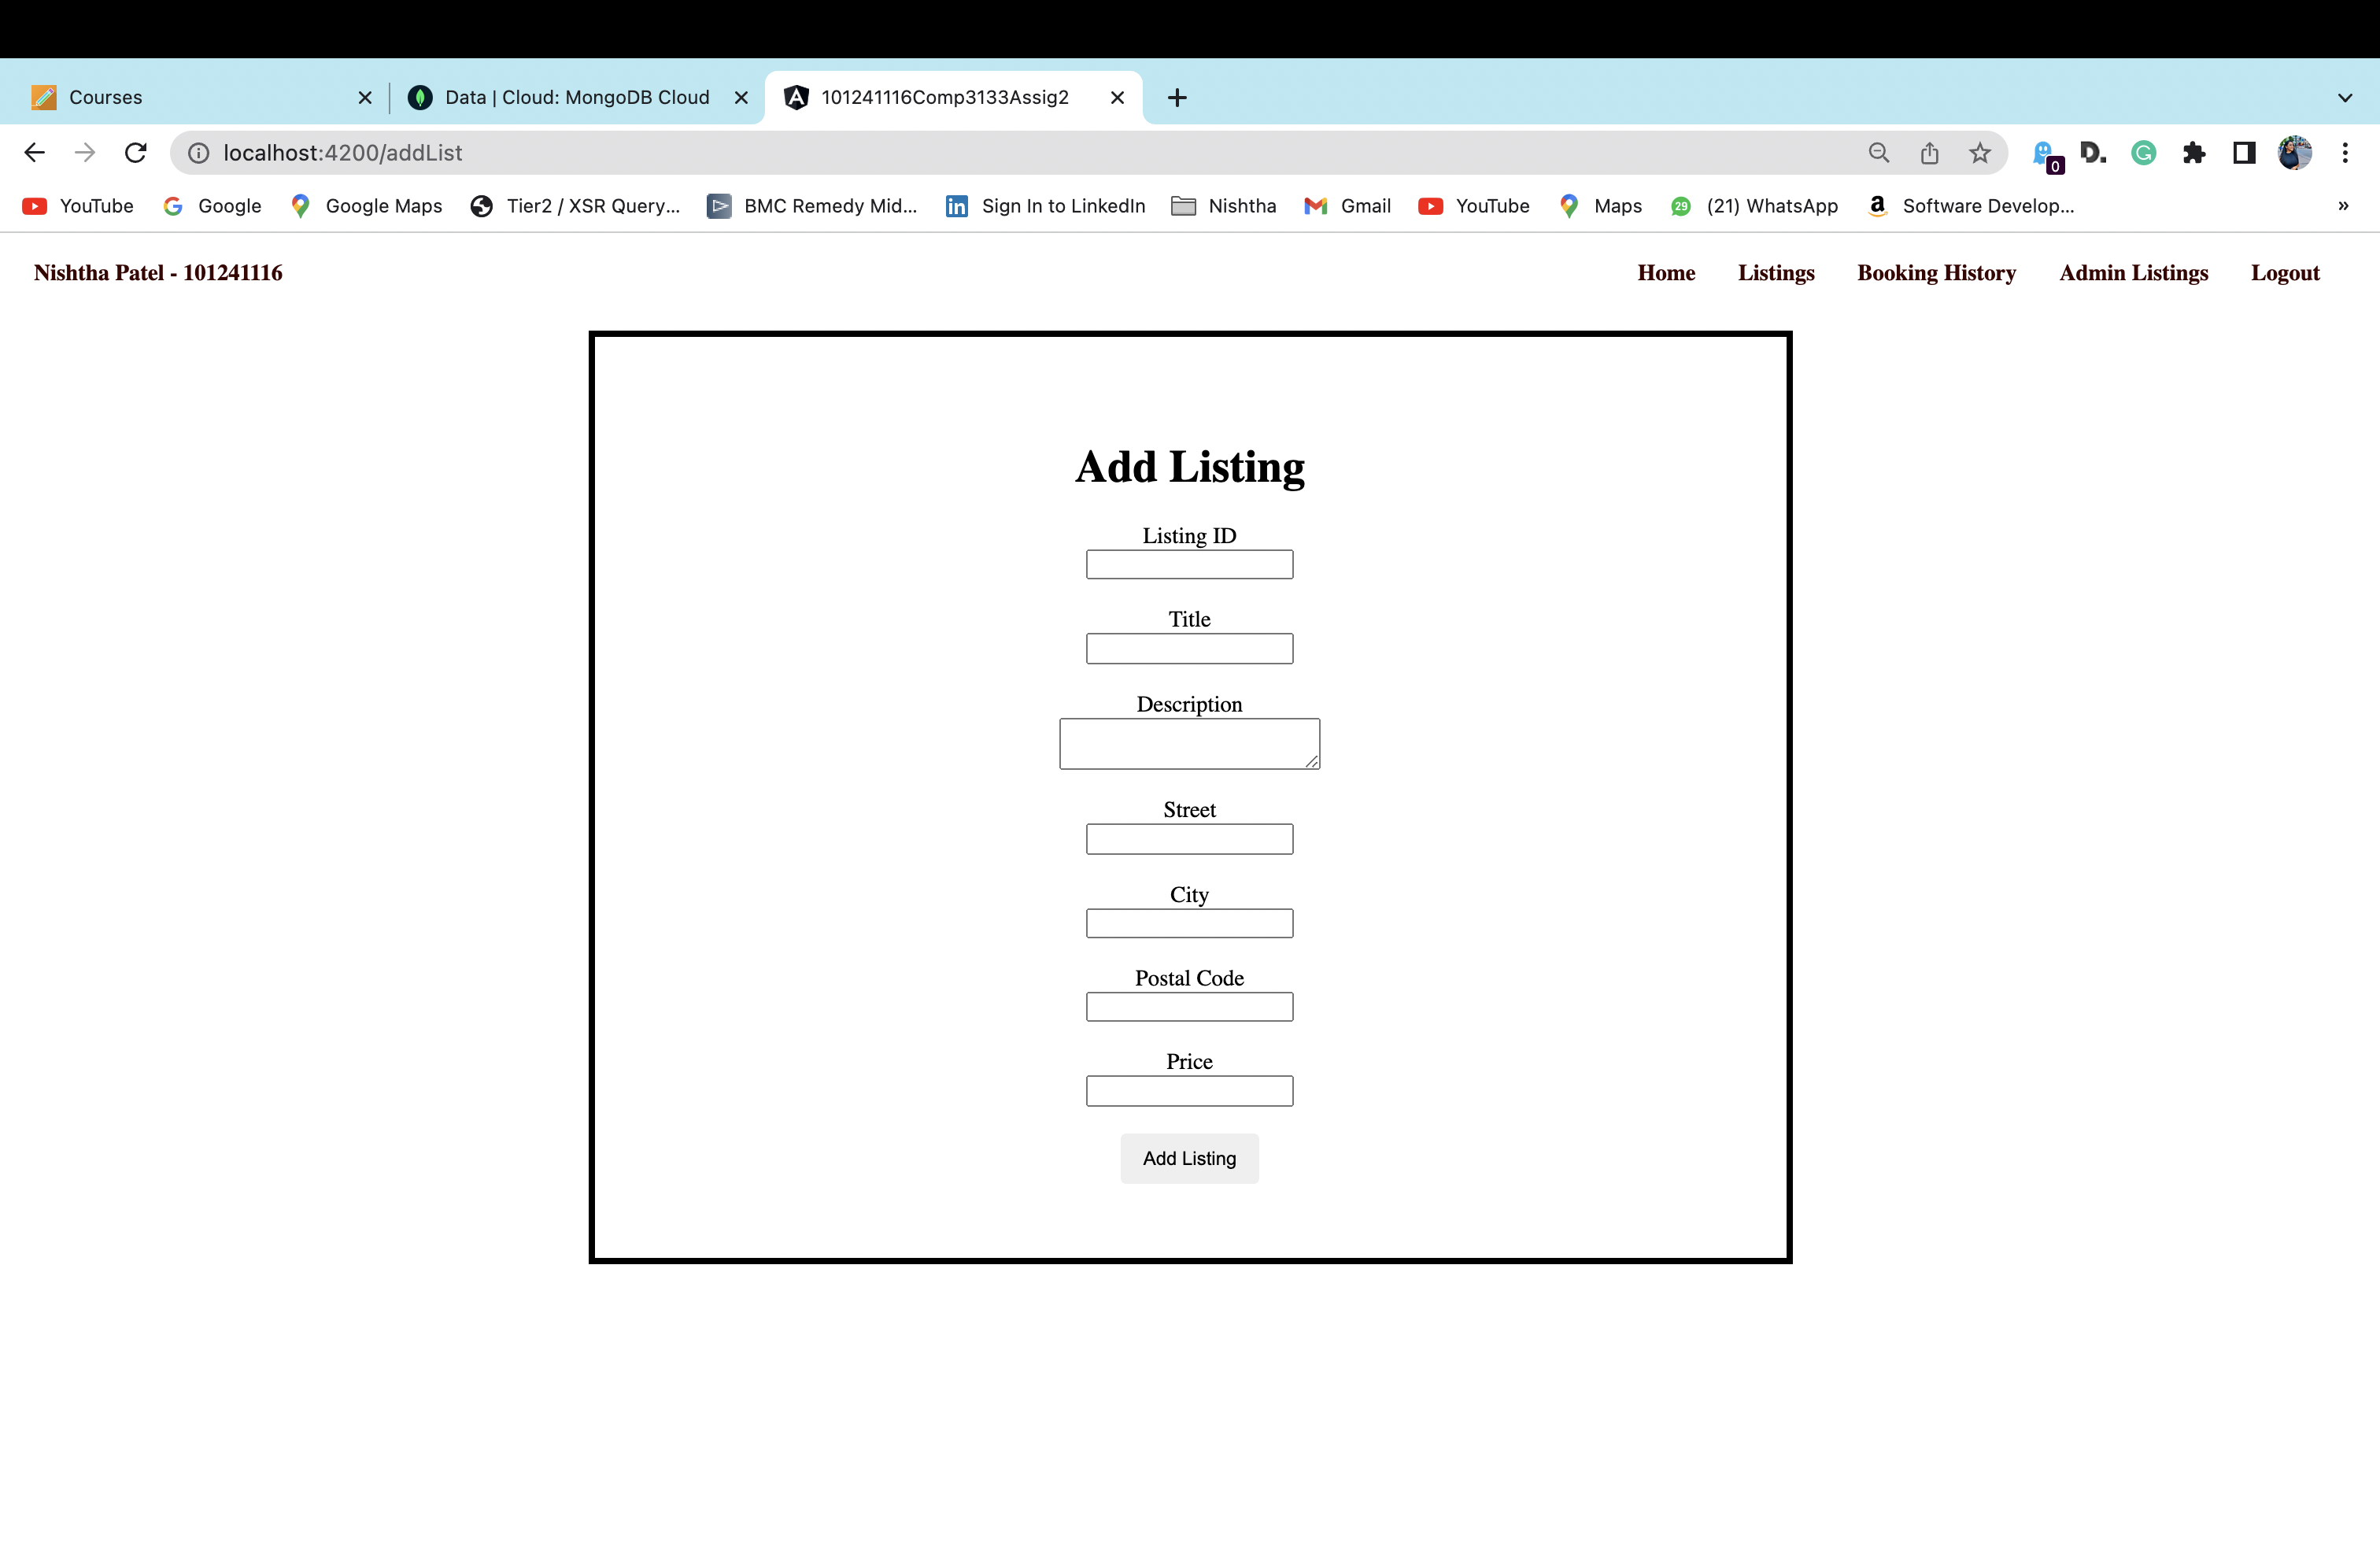 Courses
Data | Cloud: MongoDB Cloud
101241116Comp3133Assig2
localhost:4200/addList
0
YouTube Google Google Maps Tier2 / XSR Query... BMC Remedy Mid... Sign In to LinkedIn Nishtha Gmail YouTube Maps 29 (21) WhatsApp Software Develop... »
Nishtha Patel - 101241116 Home Listings Booking History Admin Listings Logout
Add Listing
Listing ID
Title
Description
Street
City
Postal Code
Price
Add Listing